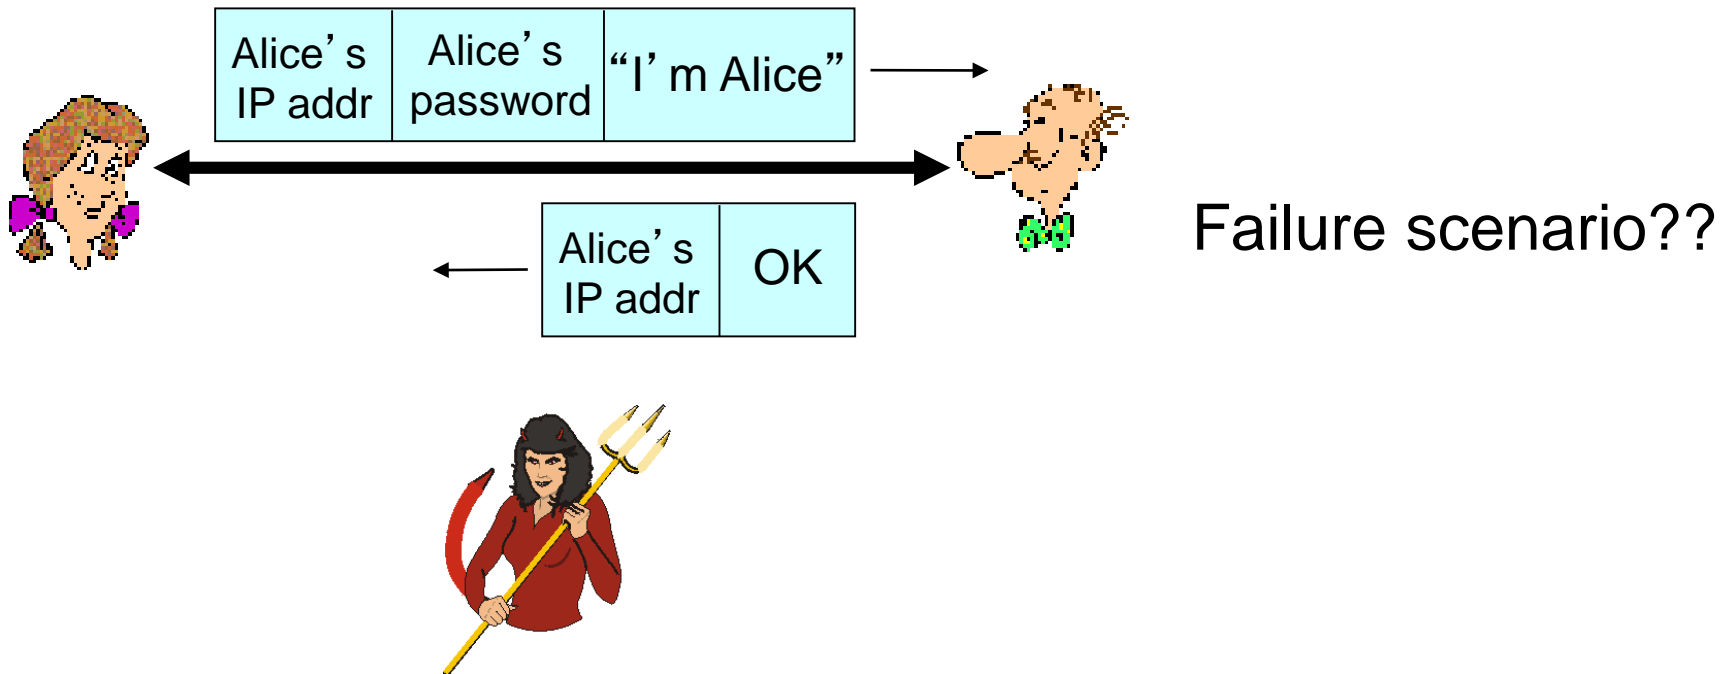 Alice’s
IP addr
Alice’s
password
“I’m Alice”
Alice’s
IP addr
OK
Failure scenario??